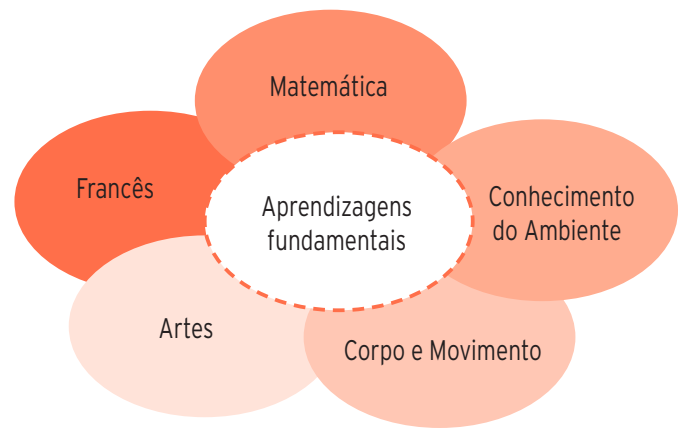 Matemática
Francês
Aprendizagens
fundamentais
Conhecimento
do Ambiente
Artes
Corpo e Movimento